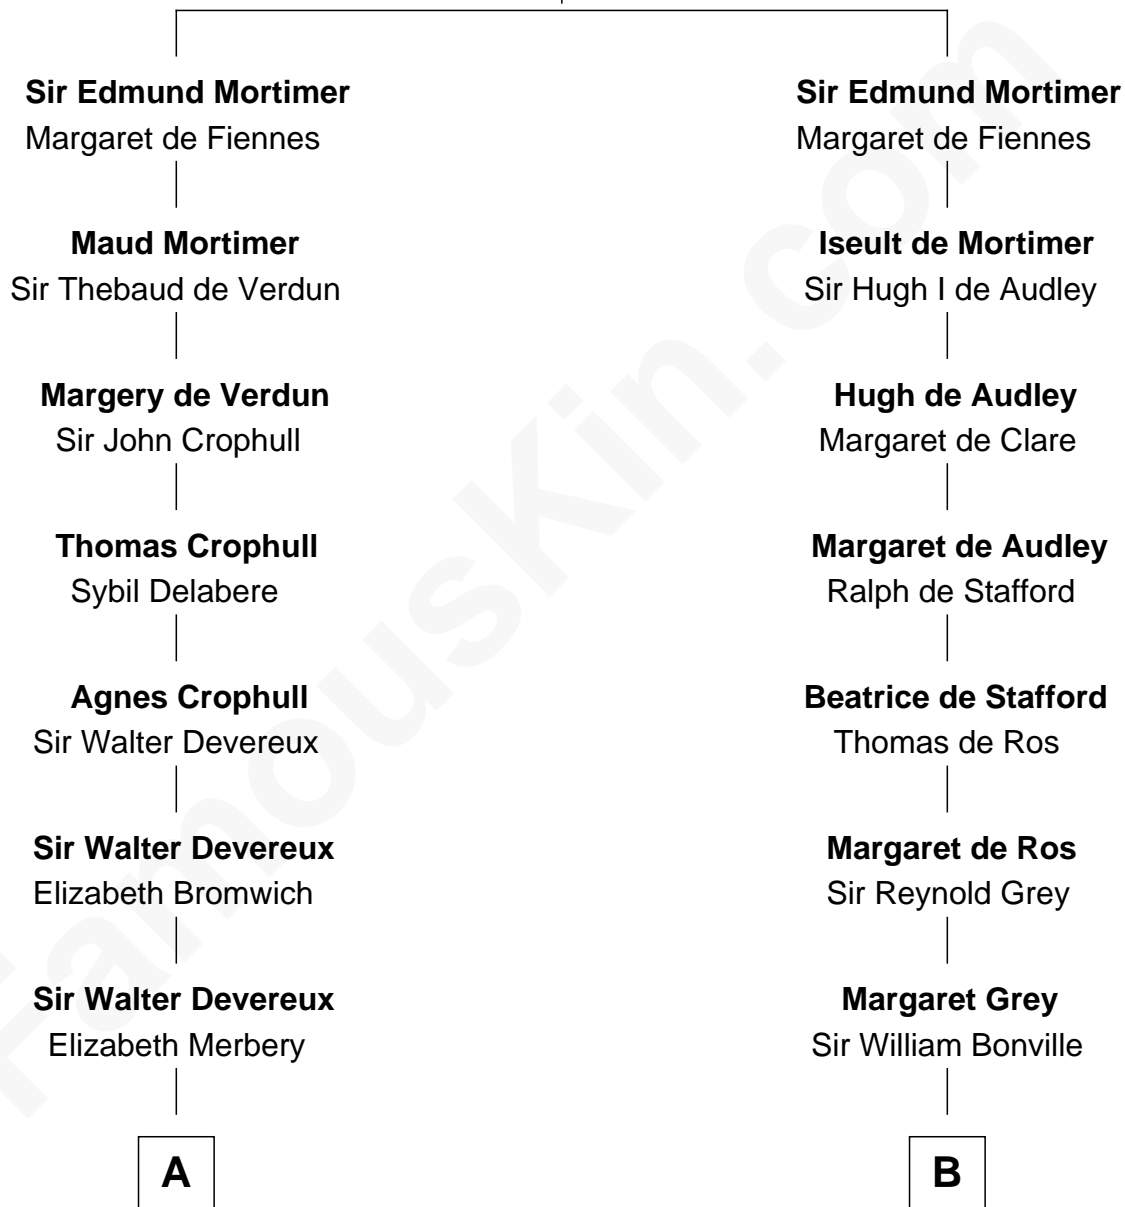 Sir Edmund Mortimer
Margaret de Fiennes
Maud Mortimer
Sir Thebaud de Verdun
Margery de Verdun
Sir John Crophull
Thomas Crophull
Sybil Delabere
Agnes Crophull
Sir Walter Devereux
Sir Walter Devereux
Elizabeth Bromwich
Sir Walter Devereux
Elizabeth Merbery
A
Sir Edmund Mortimer
Margaret de Fiennes
Iseult de Mortimer
Sir Hugh I de Audley
Hugh de Audley
Margaret de Clare
Margaret de Audley
Ralph de Stafford
Beatrice de Stafford
Thomas de Ros
Margaret de Ros
Sir Reynold Grey
Margaret Grey
Sir William Bonville
B
FamousKin.com